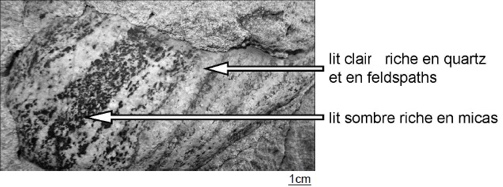 lit clair riche en quartz
et en feldspaths
lit sombre riche en micas
1cm